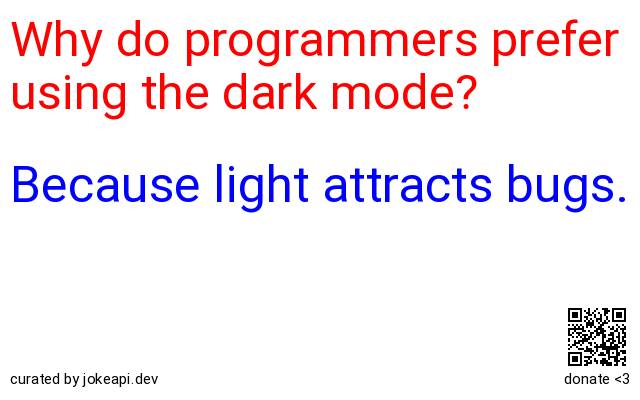 Why do programmers prefer
using the dark mode?
Because light attracts bugs.
curated by jokeapi.dev
donate <3